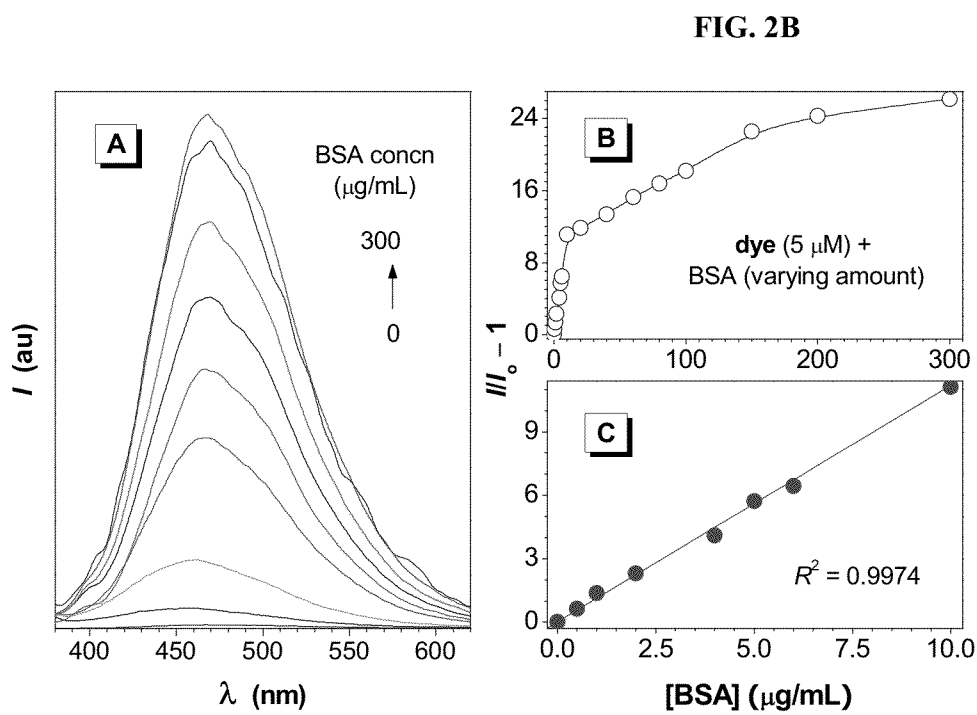 FIG. 2B
A
BSA concn
(μg/mL)
300
0
I (au)
400 450 500 550 600
λ (nm)
B
24
16
8
0
dye (5 μM) +
BSA (varying amount)
0 100 200 300
I/Io – 1
C
9
6
3
0
R² = 0.9974
0.0 2.5 5.0 7.5 10.0
[BSA] (μg/mL)